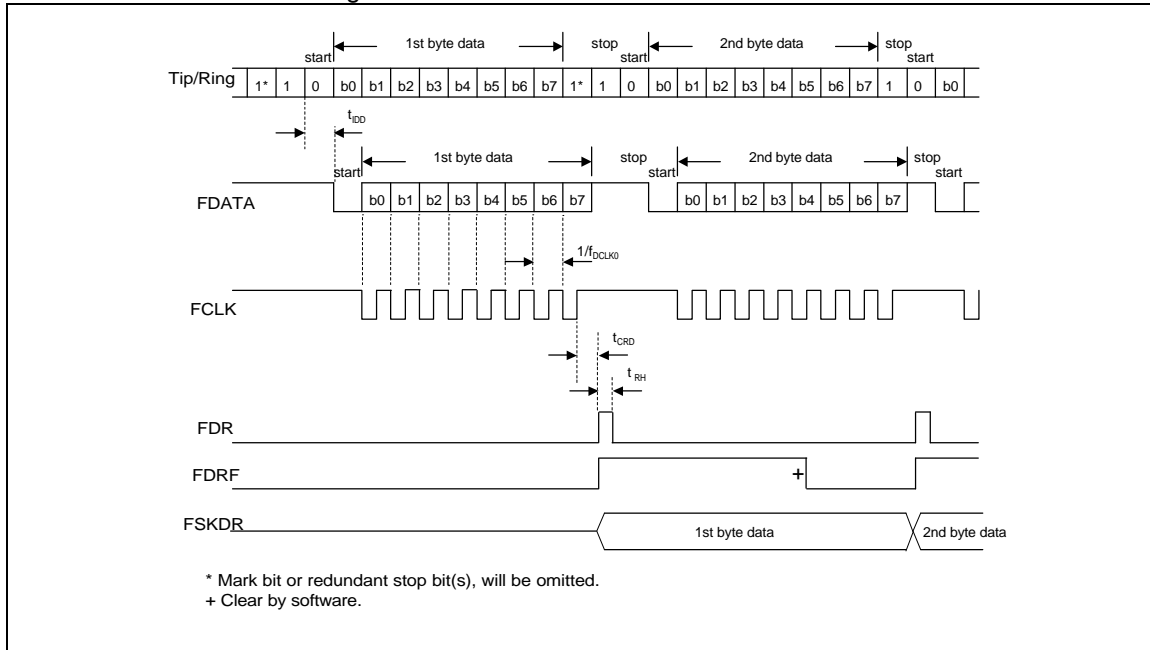 1st byte data stop 2nd byte data stop
start start start
Tip/Ring 1* 1 0 b0 b1 b2 b3 b4 b5 b6 b7 1* 1 0 b0 b1 b2 b3 b4 b5 b6 b7 1 0 b0
tIDD
1st byte data stop 2nd byte data stop
start start start
FDATA b0 b1 b2 b3 b4 b5 b6 b7 b0 b1 b2 b3 b4 b5 b6 b7
1/fDCLK0
FCLK
tCRD
t RH
FDR
FDRF +
FSKDR 1st byte data 2nd byte data
* Mark bit or redundant stop bit(s), will be omitted.
+ Clear by software.